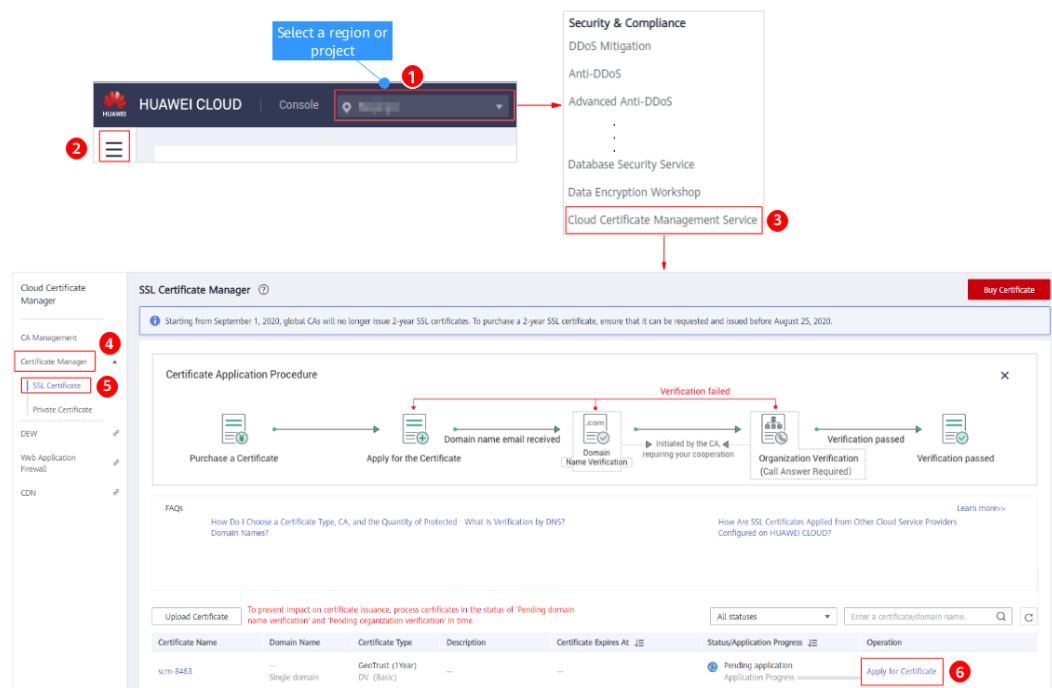 Select a region or
project
1
HUAWEI
HUAWEI CLOUD
Console
2
Security & Compliance
DDoS Mitigation
Anti-DDoS
Advanced Anti-DDoS
Database Security Service
Data Encryption Workshop
Cloud Certificate Management Service
3
Cloud Certificate
Manager
CA Management
4
Certificate Manager
SSL Certificate
5
Private Certificate
DEW
Web Application
Firewall
CDN
SSL Certificate Manager
Buy Certificate
Starting from September 1, 2020, global CAs will no longer issue 2-year SSL certificates. To purchase a 2-year SSL certificate, ensure that it can be requested and issued before August 25, 2020.
Certificate Application Procedure
Verification failed
.com
Domain name email received
Initiated by the CA,
requiring your cooperation
Verification passed
Purchase a Certificate
Apply for the Certificate
Domain
Name Verification
Organization Verification
(Call Answer Required)
Verification passed
FAQs
Learn more>>
How Do I Choose a Certificate Type, CA, and the Quantity of Protected
Domain Names?
What Is Verification by DNS?
How Are SSL Certificates Applied from Other Cloud Service Providers
Configured on HUAWEI CLOUD?
Upload Certificate
To prevent impact on certificate issuance, process certificates in the status of 'Pending domain
name verification' and 'Pending organization verification' in time.
All statuses
Enter a certificate/domain name.
Certificate Name Domain Name Certificate Type Description Certificate Expires At Status/Application Progress Operation
scm-8463
--
Single domain
GeoTrust (1Year)
DV (Basic)
--
--
Pending application
Application Progress
Apply for Certificate
6